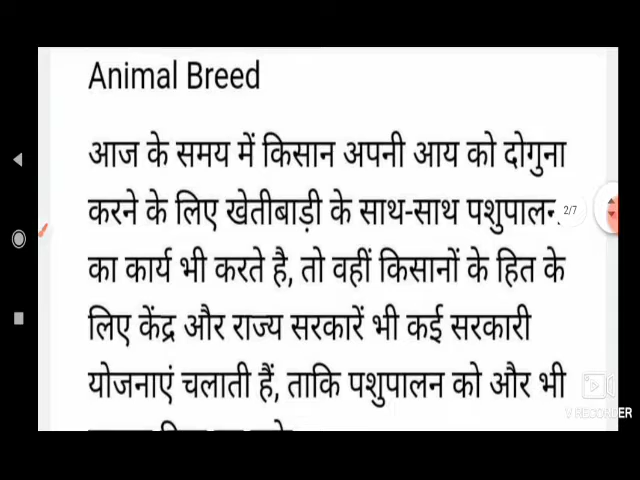 Animal Breed
आज के समय में किसान अपनी आय को दोगुना
करने के लिए खेतीबाड़ी के साथ-साथ पशुपालन
2/7
का कार्य भी करते है, तो वहीं किसानों के हित के
लिए केंद्र और राज्य सरकारें भी कई सरकारी
योजनाएं चलाती हैं, ताकि पशुपालन को और भी
V RECORDER